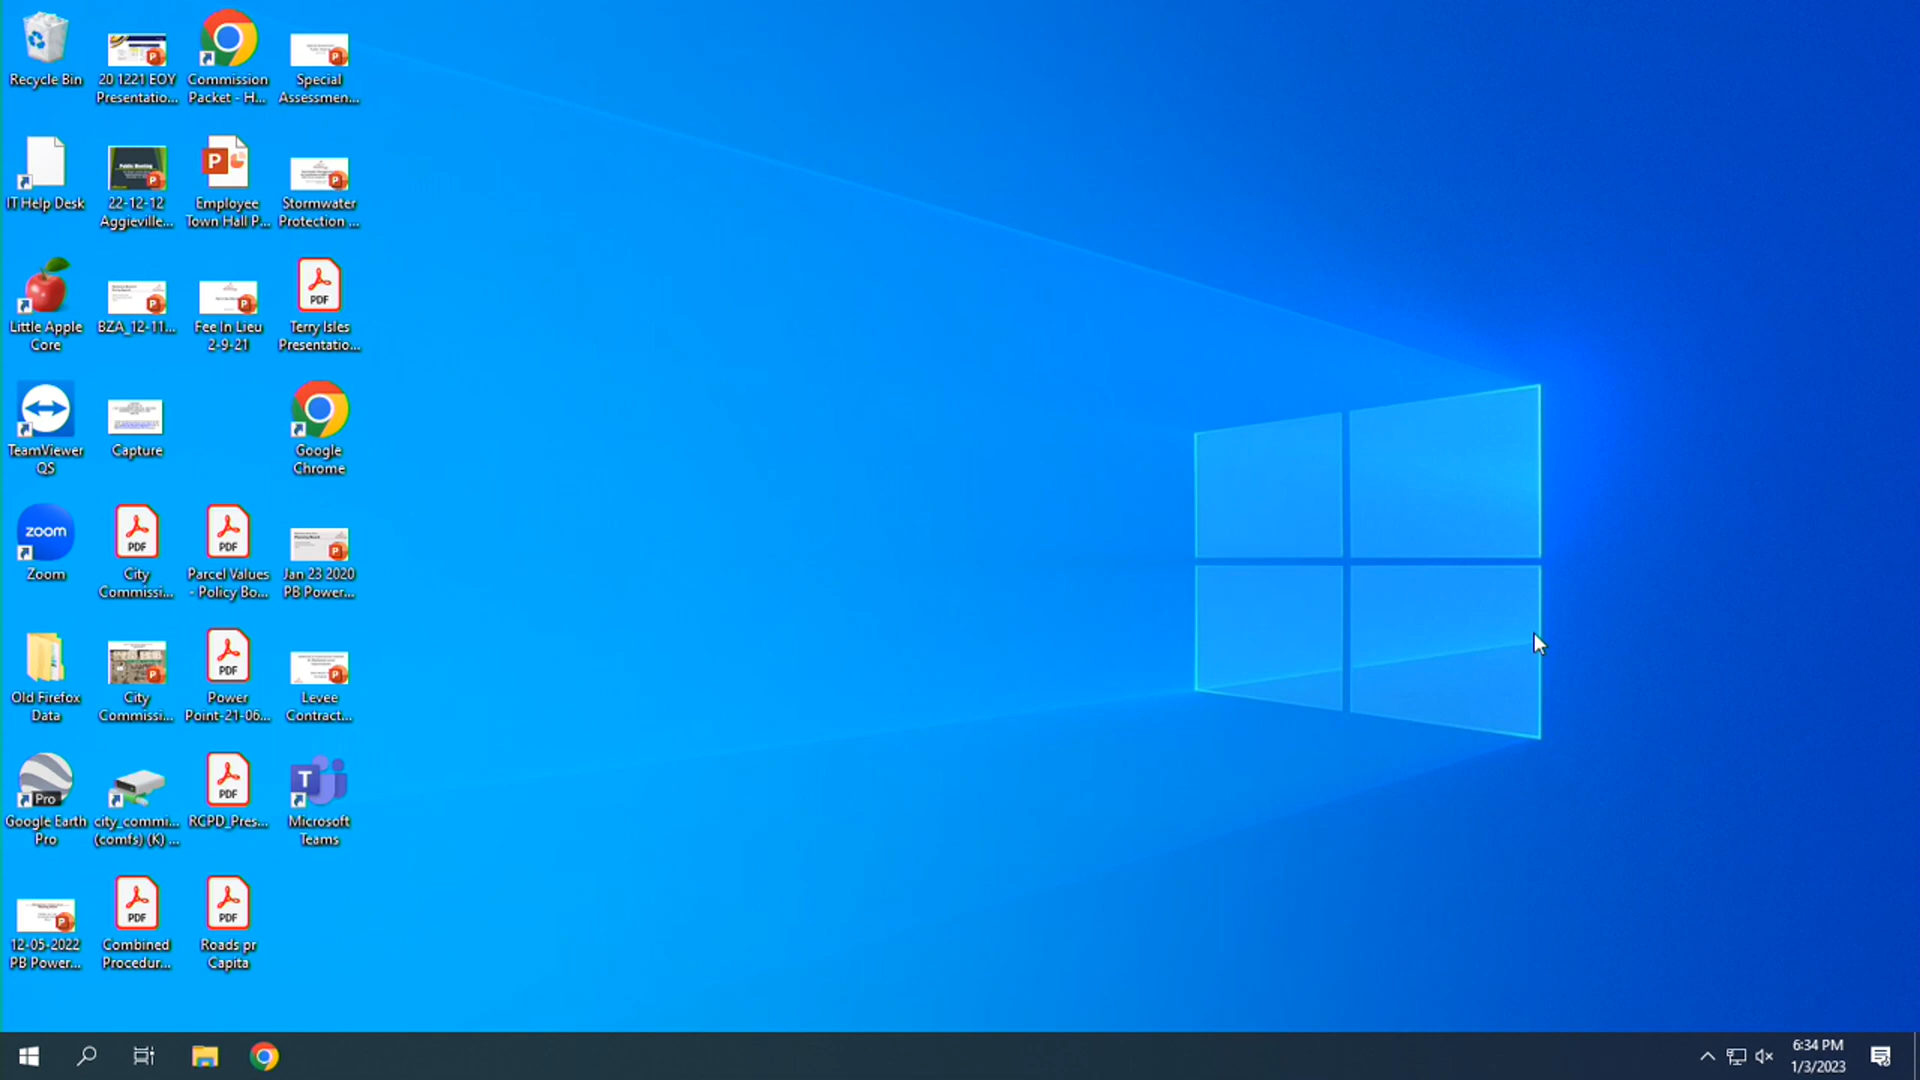 Recycle Bin
20 1221 EOY
Presentatio...
Commission
Packet - H...
Special
Assessmen...
IT Help Desk
22-12-12
Aggieville...
Employee
Town Hall P...
Stormwater
Protection ...
Little Apple
Core
BZA_12-11...
Fee In Lieu
2-9-21
PDF
Terry Isles
Presentatio...
TeamViewer
QS
Capture
Google
Chrome
zoom
Zoom
PDF
City
Commissi...
PDF
Parcel Values
- Policy Bo...
Jan 23 2020
PB Power...
Old Firefox
Data
City
Commissi...
PDF
Power
Point-21-06...
Levee
Contract...
Pro
Google Earth
Pro
city_commi...
(comfs) (K) ...
PDF
RCPD_Pres...
T
Microsoft
Teams
12-05-2022
PB Power...
PDF
Combined
Procedur...
PDF
Roads pr
Capita
6:34 PM
1/3/2023